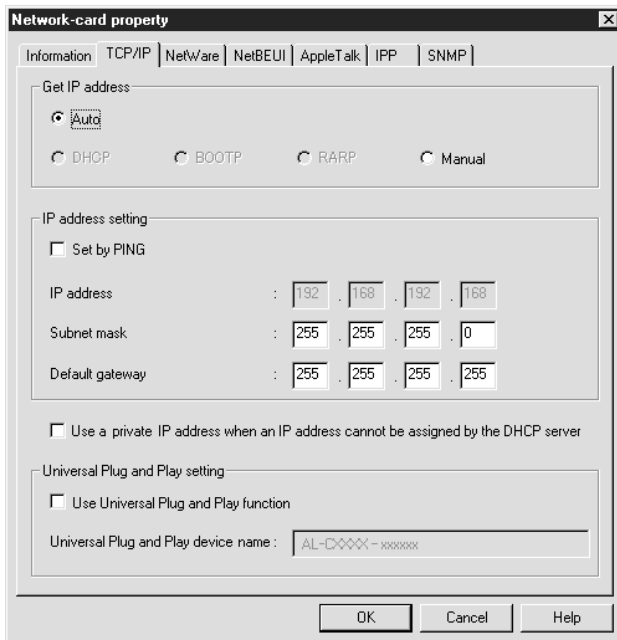 Network-card property
Information TCP/IP NetWare NetBEUI AppleTalk IPP SNMP
Get IP address
Auto
DHCP BOOTP RARP Manual
IP address setting
Set by PING
IP address : 192 . 168 . 192 . 168
Subnet mask : 255 . 255 . 255 . 0
Default gateway : 255 . 255 . 255 . 255
Use a private IP address when an IP address cannot be assigned by the DHCP server
Universal Plug and Play setting
Use Universal Plug and Play function
Universal Plug and Play device name : AL-CXXXX-xxxxxx
OK Cancel Help